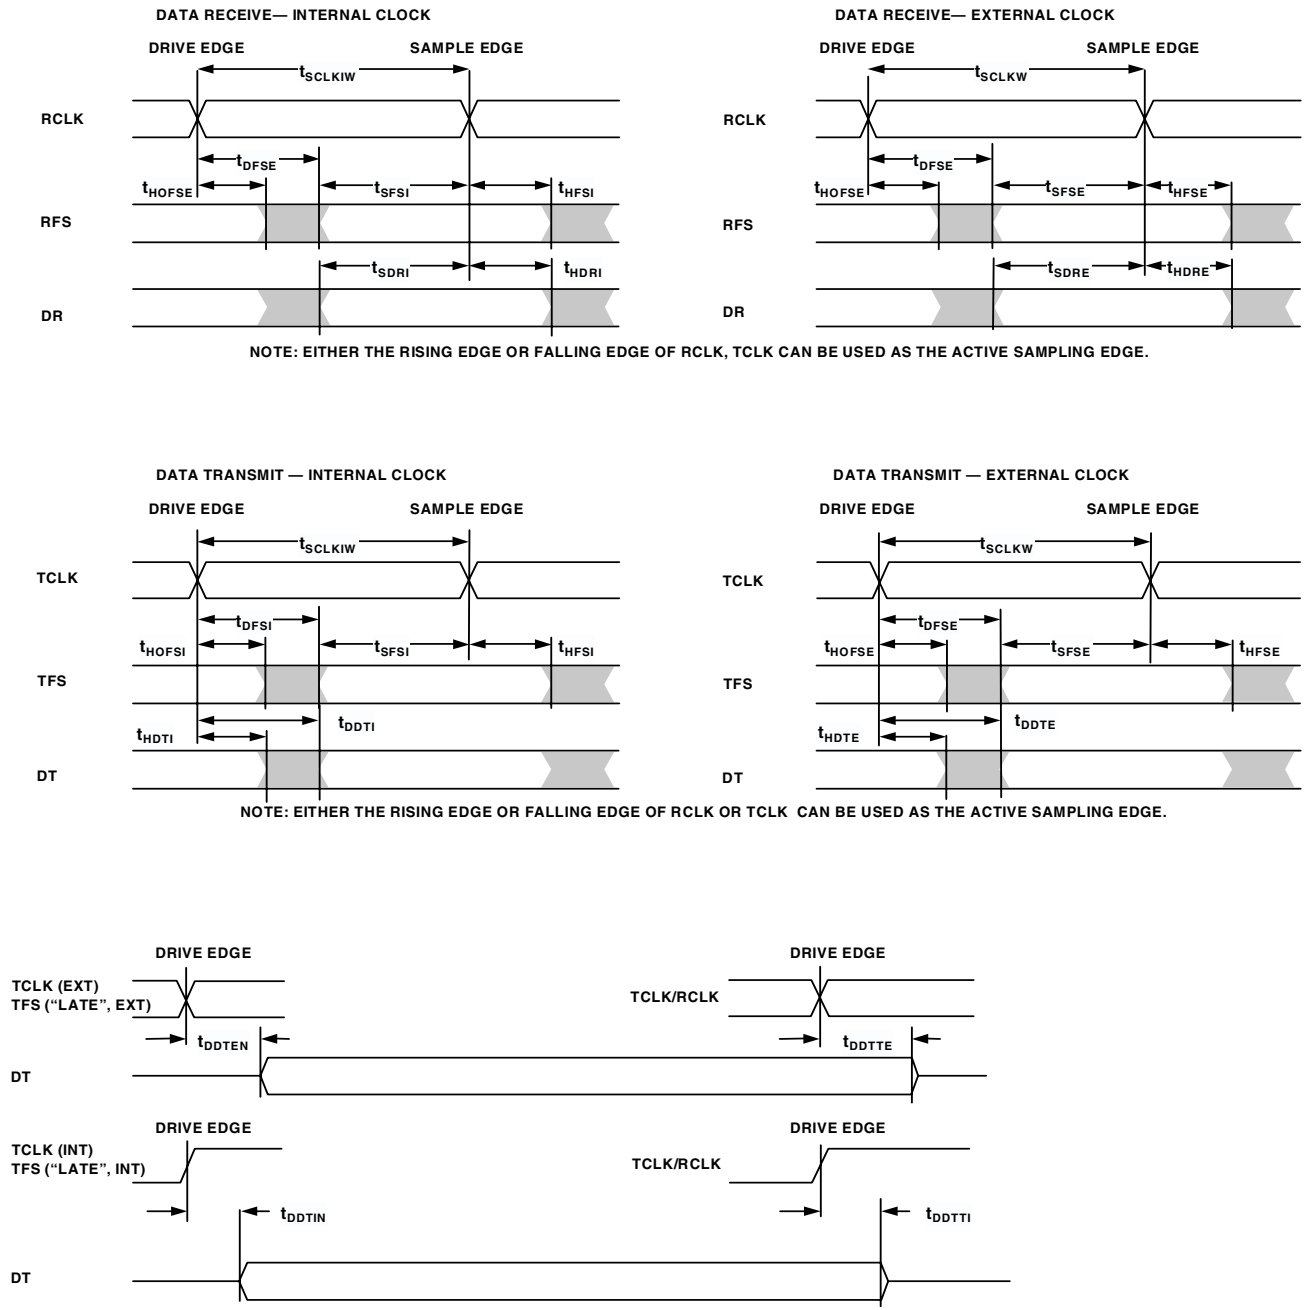 DATA RECEIVE— INTERNAL CLOCK
DATA RECEIVE— EXTERNAL CLOCK
DRIVE EDGE
SAMPLE EDGE
DRIVE EDGE
SAMPLE EDGE
tSCLKIW
tSCLKW
RCLK
RCLK
tDFSE
tDFSE
tHOFSE
tSFSI
tHFSI
tHOFSE
tSFSE
tHFSE
RFS
RFS
tSDRI
tHDRI
tSDRE
tHDRE
DR
DR
NOTE: EITHER THE RISING EDGE OR FALLING EDGE OF RCLK, TCLK CAN BE USED AS THE ACTIVE SAMPLING EDGE.
DATA TRANSMIT — INTERNAL CLOCK
DATA TRANSMIT — EXTERNAL CLOCK
DRIVE EDGE
SAMPLE EDGE
DRIVE EDGE
SAMPLE EDGE
tSCLKIW
tSCLKW
TCLK
TCLK
tDFSI
tDFSE
tHOFSI
tSFSI
tHFSI
tHOFSE
tSFSE
tHFSE
TFS
TFS
tDDTI
tDDTE
tHDTI
tHDTE
DT
DT
NOTE: EITHER THE RISING EDGE OR FALLING EDGE OF RCLK OR TCLK CAN BE USED AS THE ACTIVE SAMPLING EDGE.
DRIVE EDGE
DRIVE EDGE
TCLK (EXT)
TFS (“LATE”, EXT)
TCLK/RCLK
tDDTEN
tDDTTE
DT
DRIVE EDGE
DRIVE EDGE
TCLK (INT)
TFS (“LATE”, INT)
TCLK/RCLK
tDDTIN
tDDTTI
DT